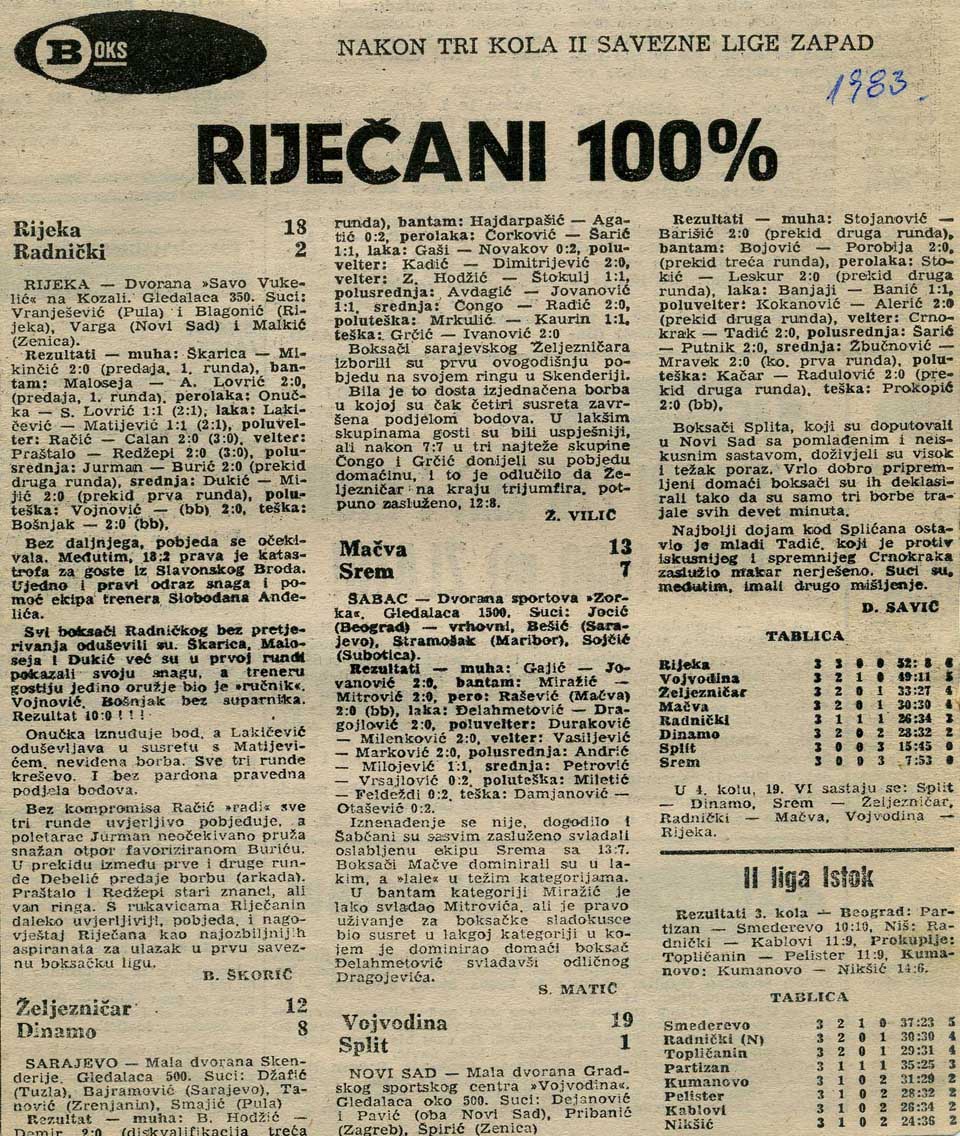 BOKS
NAKON TRI KOLA II SAVEZNE LIGE ZAPAD
1983.
RIJEČANI 100%
Rijeka 18
Radnički 2
RIJEKA — Dvorana »Savo Vuke-
lić« na Kozali. Gledalaca 350. Suci:
Vranješević (Pula) i Blagonić (Ri-
jeka), Varga (Novi Sad) i Malkić
(Zenica).
Rezultati — muha: Škarica — Mi-
kinčić 2:0 (predaja, 1. runda), ban-
tam: Maloseja — A. Lovrić 2:0,
(predaja, 1. runda), perolaka: Onuč-
ka — S. Lovrić 1:1 (2:1), laka: Laki-
čević — Matijević 1:1 (2:1), poluvel-
ter: Račić — Calan 2:0 (3:0), velter:
Praštalo — Redžepi 2:0 (3:0), polu-
srednja: Jurman — Burić 2:0 (prekid
druga runda), srednja: Dukić — Mi-
jić 2:0 (prekid prva runda), polu-
teška: Vojnović — (bb) 2:0, teška:
Bošnjak — 2:0 (bb).
Bez daljnjega, pobjeda se očeki-
vala. Međutim, 18:2 prava je katas-
trofa za goste iz Slavonskog Broda.
Ujedno i pravi odraz snaga i po-
moć ekipa trenera Slobodana Anđe-
lića.
Svi boksači Radničkog bez pretje-
rivanja oduševili su. Škarica, Malo-
seja i Dukić već su u prvoj rundi
pokazali svoju snagu, a treneru
gostiju jedino oružje bio je »ručnik«.
Vojnović, Bošnjak bez suparnika.
Rezultat 10:0 ! ! !
Onučka iznuđuje bod, a Lakičević
oduševljava u susretu s Matijevi-
ćem, neviđena borba. Sve tri runde
kreševo. I bez pardona pravedna
podjela bodova.
Bez kompromisa Račić »radi« sve
tri runde uvjerljivo pobjeđuje, a
poletarac Jurman neočekivano pruža
snažan otpor favoriziranom Buriću.
U prekidu između prve i druge run-
de Debelić predaje borbu (arkada).
Praštalo i Redžepi stari znanci, ali
van ringa. S rukavicama Riječanin
daleko uvjerljiviji, pobjeda, i nago-
vještaj Riječana kao najozbiljnijih
aspiranata za ulazak u prvu savez-
nu boksačku ligu.
B. ŠKORIĆ
Željezničar 12
Dinamo 8
SARAJEVO — Mala dvorana Sken-
derije. Gledalaca 500. Suci: Džafić
(Tuzla), Bajramović (Sarajevo), Ta-
nović (Zrenjanin), Smajić (Pula)
Rezultat — muha: B. Hodžić —
Demir 2:0 (diskvalifikacija treća
runda), bantam: Hajdarpašić — Aga-
tić 0:2, perolaka: Ćorković — Šarić
1:1, laka: Gaši — Novakov 0:2, polu-
velter: Kadić — Dimitrijević 2:0,
velter: Z. Hodžić — Štokulj 1:1,
polusrednja: Avdagić — Jovanović
1:1, srednja: Čongo — Radić 2:0,
poluteška: Mrkulić — Kaurin 1:1,
teška: Grčić — Ivanović 2:0
Boksači sarajevskog Željezničara
izborili su prvu ovogodišnju po-
bjedu na svojem ringu u Skenderiji.
Bila je to dosta izjednačena borba
u kojoj su čak četiri susreta zavr-
šena podjelom bodova. U lakšim
skupinama gosti su bili uspješniji,
ali nakon 7:7 u tri najteže skupine
Čongo i Grčić donijeli su pobjedu
domaćinu, i to je odlučilo da Že-
ljezničar na kraju trijumfira, pot-
puno zasluženo, 12:8.
Ž. VILIĆ
Mačva 13
Srem 7
ŠABAC — Dvorana sportova »Zor-
ka«. Gledalaca 1500. Suci: Jocić
(Beograd) — vrhovni, Bešić (Sara-
jevo), Stramošak (Maribor), Sojčić
(Subotica).
Rezultati — muha: Gajić — Jo-
vanović 2:0, bantam: Miražić —
Mitrović 2:0, pero: Rašević (Mačva)
2:0 (bb), laka: Đelahmetović — Dra-
gojlović 2:0, poluvelter: Duraković
— Milenković 2:0, velter: Vasiljević
— Marković 2:0, polusrednja: Andrić
— Milojević 1:1, srednja: Petrović
— Vrsajlović 0:2, poluteška: Miletić
— Feldeždi 0:2, teška: Damjanović —
Otašević 0:2.
Iznenađenje se nije, dogodilo i
Šabčani su sasvim zasluženo svladali
oslabljenu ekipu Srema sa 13:7.
Boksači Mačve dominirali su u la-
kim, a »lale« u težim kategorijama.
U bantam kategoriji Miražić je
lako svladao Mitrovića, ali je pravo
uživanje za boksačke sladokusce
bio susret u lakgoj kategoriji u ko-
jem je dominirao domaći boksač
Đelahmetović svladavši odličnog
Dragojevića.
S. MATIĆ
Vojvodina 19
Split 1
NOVI SAD — Mala dvorana Grad-
skog sportskog centra »Vojvodina«.
Gledalaca oko 500. Suci: Dejanović
i Pavić (oba Novi Sad), Pribanić
(Zagreb), Špirić (Zenica)
Rezultati — muha: Stojanović —
Barišić 2:0 (prekid druga runda),
bantam: Bojović — Porobija 2:0,
(prekid treća runda), perolaka: Sto-
kić — Leskur 2:0 (prekid druga
runda), laka: Banjaji — Banić 1:1,
poluvelter: Kokanović — Alerić 2:0
(prekid druga runda), velter: Crno-
krak — Tadić 2:0, polusrednja: Šarić
— Putnik 2:0, srednja: Žbučnović —
Mravek 2:0 (ko. prva runda), polu-
teška: Kačar — Radulović 2:0 (pre-
kid druga runda), teška: Prokopić
2:0 (bb),
Boksači Splita, koji su doputovali
u Novi Sad sa pomlađenim i neis-
kusnim sastavom, doživjeli su visok
i težak poraz. Vrlo dobro priprem-
ljeni domaći boksači su ih deklasi-
rali tako da su samo tri borbe tra-
jale svih devet minuta.
Najbolji dojam kod Splićana osta-
vio je mladi Tadić, koji je protiv
iskusnijeg i spremnijeg Crnokraka
zaslužio makar nerješeno. Suci su,
međutim, imali drugo mišljenje.
D. SAVIĆ
TABLICA
Rijeka 3 3 0 0 52: 8 6
Vojvodina 3 2 1 0 49:11 5
Željezničar 3 2 0 1 33:27 4
Mačva 3 2 0 1 30:30 4
Radnički 3 1 1 1 26:34 3
Dinamo 3 2 0 2 28:32 2
Split 3 0 0 3 15:45 0
Srem 3 0 0 3 7:53 0
U 4. kolu, 19. VI sastaju se: Split
— Dinamo, Srem — Željezničar,
Radnički — Mačva, Vojvodina —
Rijeka.
II liga Istok
Rezultati 3. kola — Beograd: Par-
tizan — Smederevo 10:10, Niš: Ra-
dnički — Kablovi 11:9, Prokuplje:
Topličanin — Pelister 11:9, Kuma-
novo: Kumanovo — Nikšić 14:6.
TABLICA
Smederevo 3 2 1 0 37:23 5
Radnički (N) 3 2 0 1 30:30 4
Topličanin 3 2 0 1 29:31 4
Partizan 3 1 1 1 35:25 3
Kumanovo 3 1 0 2 31:29 2
Pelister 3 1 0 2 28:32 2
Kablovi 3 1 0 2 26:34 2
Nikšić 3 1 0 2 24:36 2